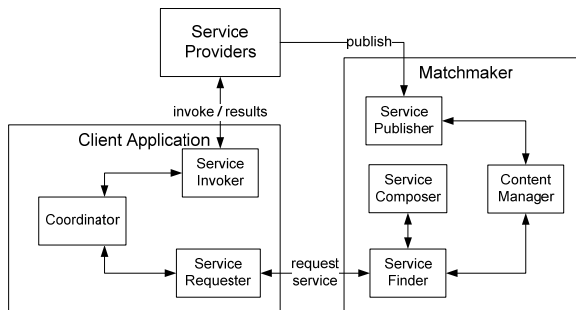 Service
Providers
publish
Matchmaker
invoke / results
Service
Publisher
Client Application
Service
Invoker
Service
Composer
Content
Manager
Coordinator
Service
Requester
request
service
Service
Finder